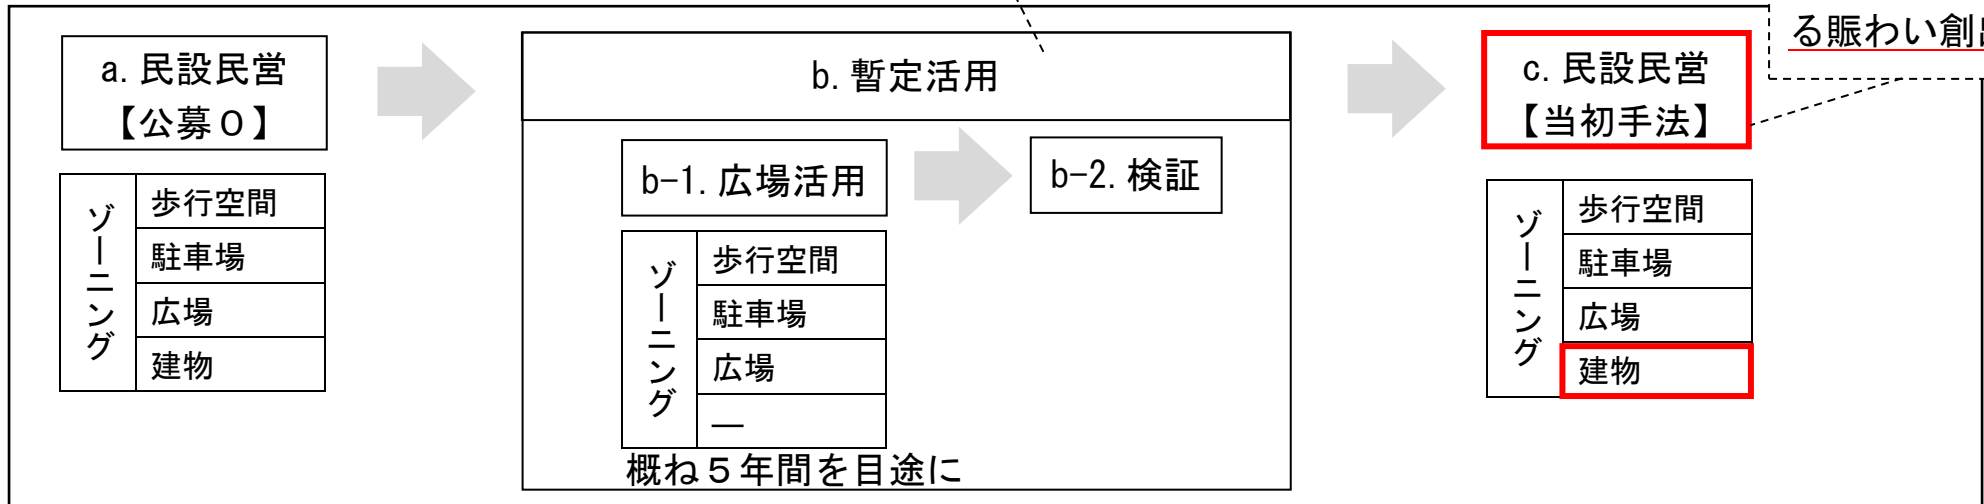 る賑わい創
a. 民設民営
【公募０】
ゾーニング
歩行空間
駐車場
広場
建物
b. 暫定活用
b-1. 広場活用
b-2. 検証
ゾーニング
歩行空間
駐車場
広場
―
概ね５年間を目途に
c. 民設民営
【当初手法】
ゾーニング
歩行空間
駐車場
広場
建物